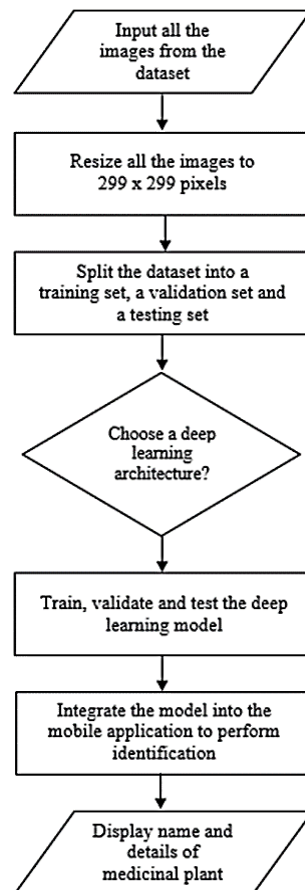 Input all the
images from the
dataset
Resize all the images to
299 x 299 pixels
Split the dataset into a
training set, a validation set and
a testing set
Choose a deep
learning
architecture?
Train, validate and test the deep
learning model
Integrate the model into the
mobile application to perform
identification
Display name and
details of
medicinal plant